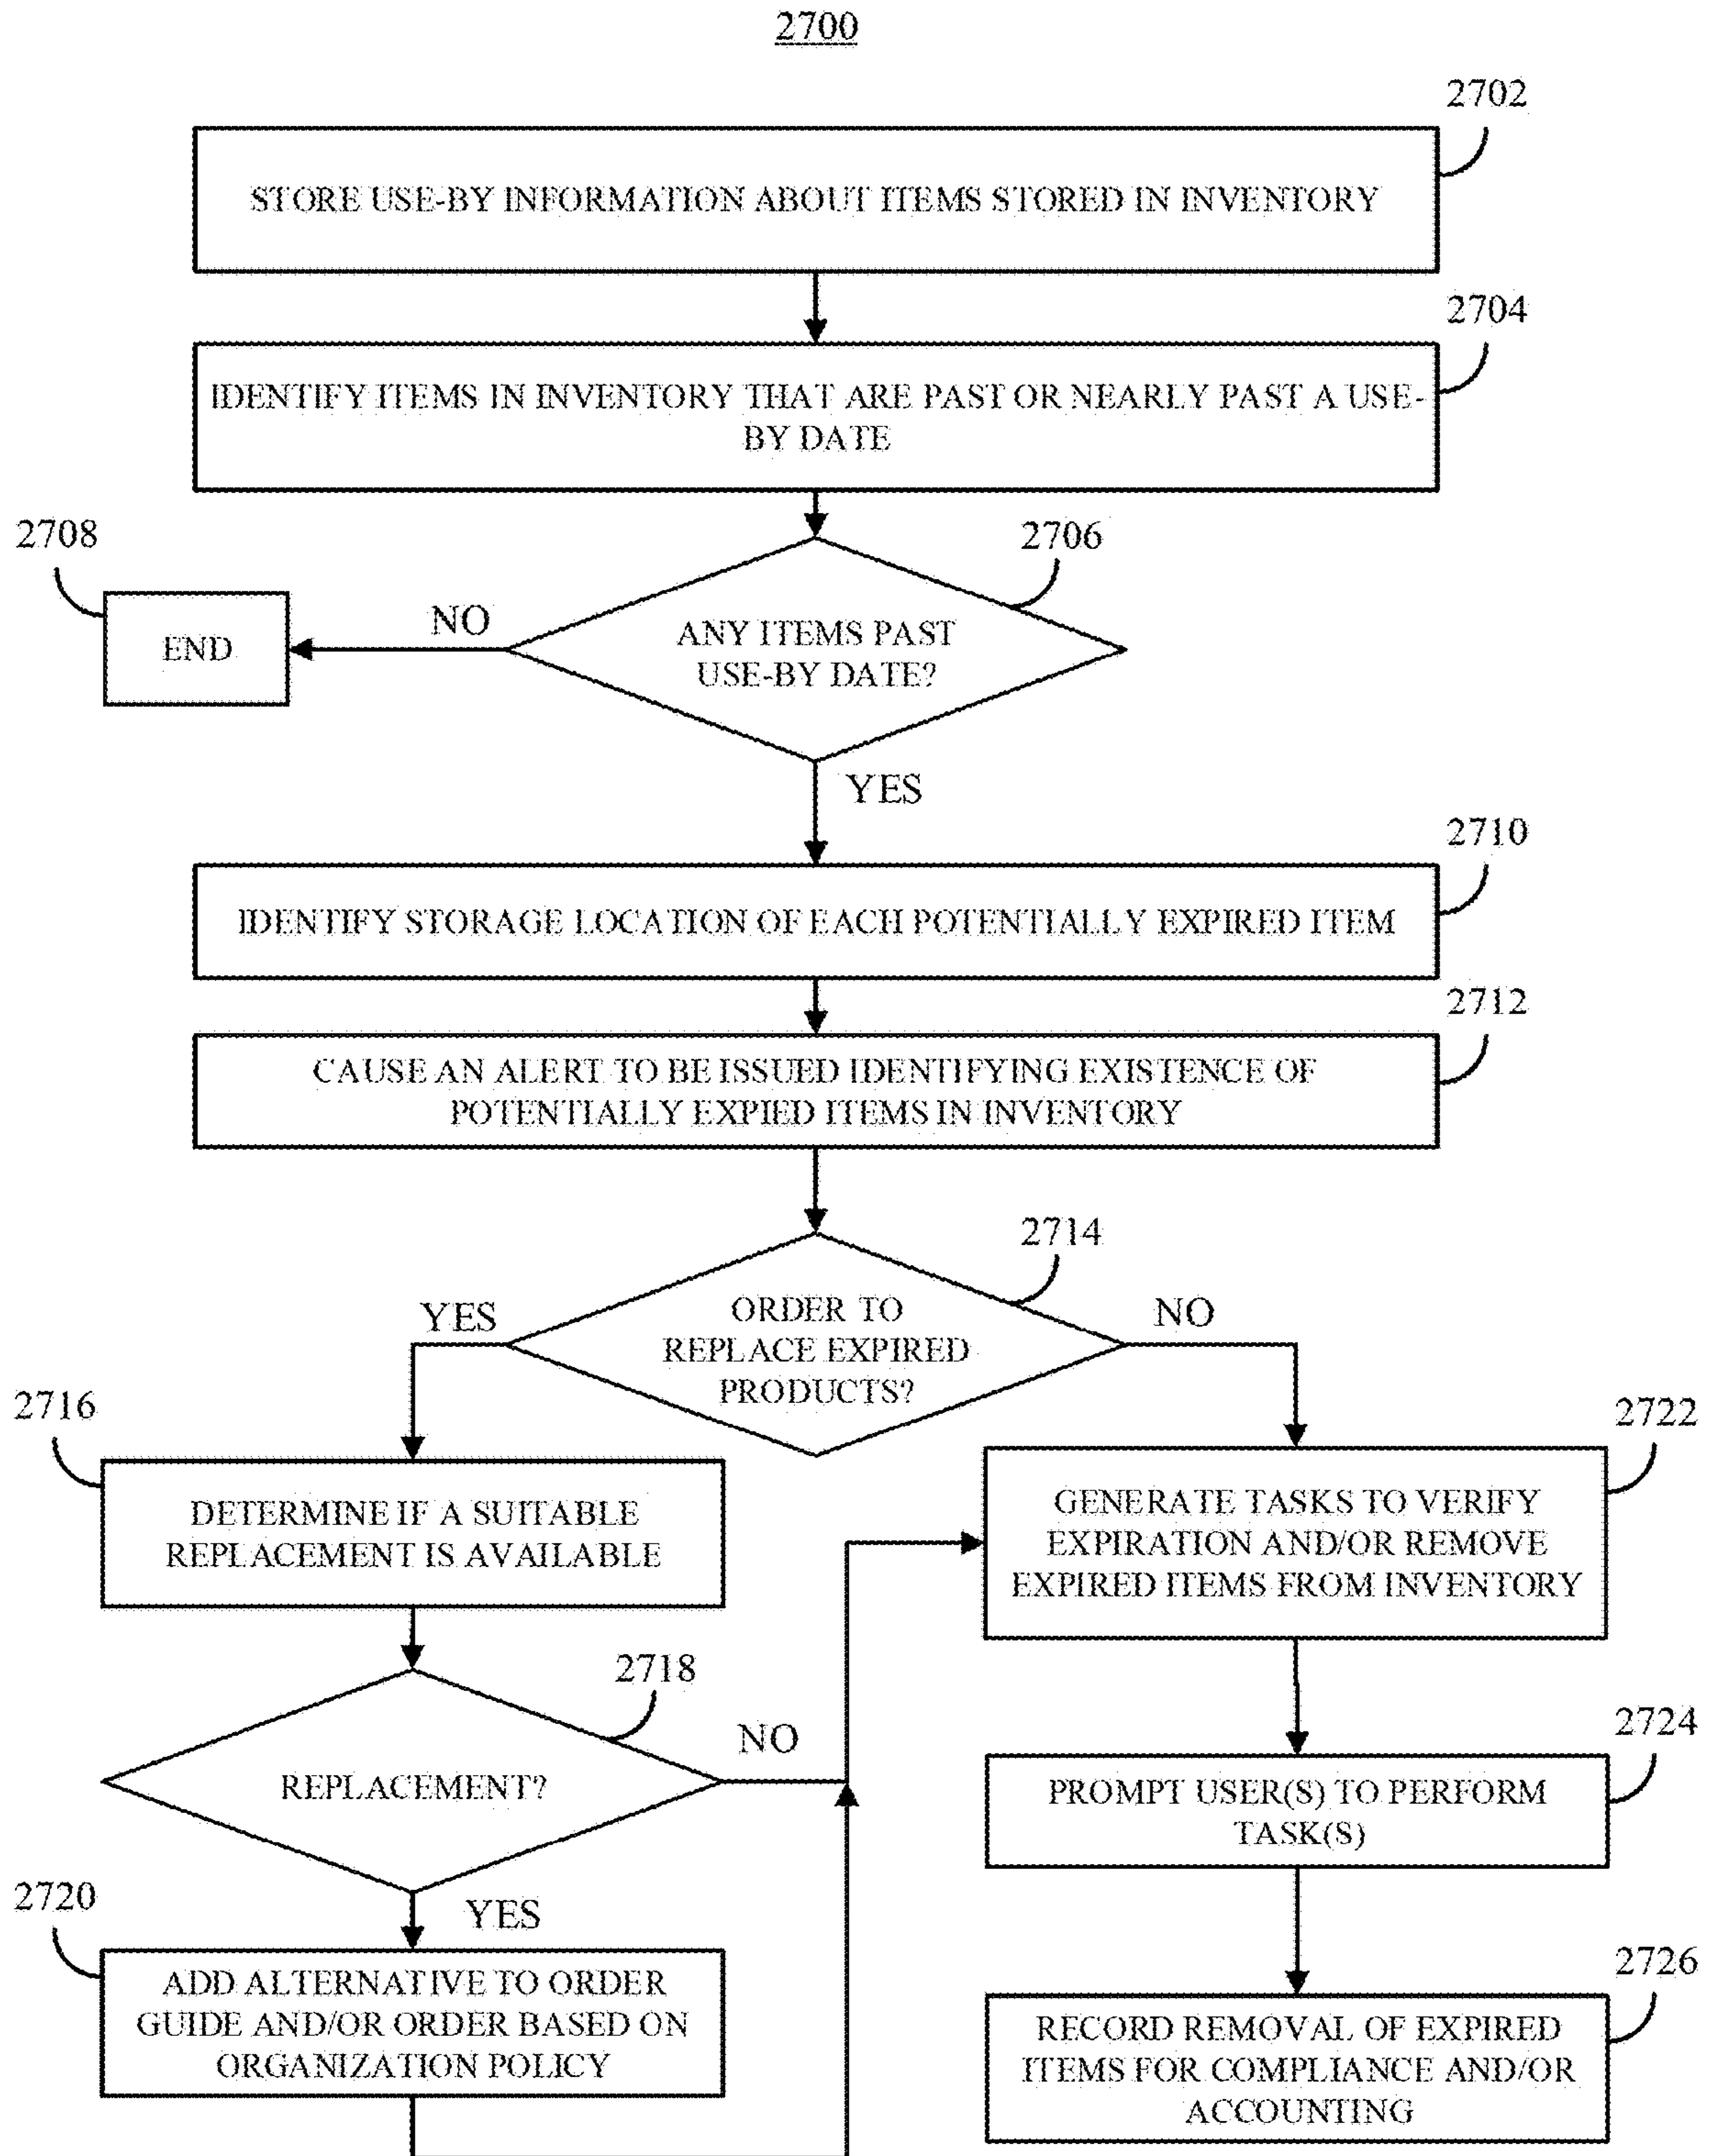 2700
2702
STORE USE-BY INFORMATION ABOUT ITEMS STORED IN INVENTORY
2704
IDENTIFY ITEMS IN INVENTORY THAT ARE PAST OR NEARLY PAST A USE-
BY DATE
2708
2706
END
NO
ANY ITEMS PAST
USE-BY DATE?
YES
2710
IDENTIFY STORAGE LOCATION OF EACH POTENTIALLY EXPIRED ITEM
2712
CAUSE AN ALERT TO BE ISSUED IDENTIFYING EXISTENCE OF
POTENTIALLY EXPIED ITEMS IN INVENTORY
2714
YES
ORDER TO
REPLACE EXPIRED
PRODUCTS?
NO
2716
DETERMINE IF A SUITABLE
REPLACEMENT IS AVAILABLE
2722
GENERATE TASKS TO VERIFY
EXPIRATION AND/OR REMOVE
EXPIRED ITEMS FROM INVENTORY
2718
REPLACEMENT?
NO
2724
PROMPT USER(S) TO PERFORM
TASK(S)
YES
2720
ADD ALTERNATIVE TO ORDER
GUIDE AND/OR ORDER BASED ON
ORGANIZATION POLICY
2726
RECORD REMOVAL OF EXPIRED
ITEMS FOR COMPLIANCE AND/OR
ACCOUNTING